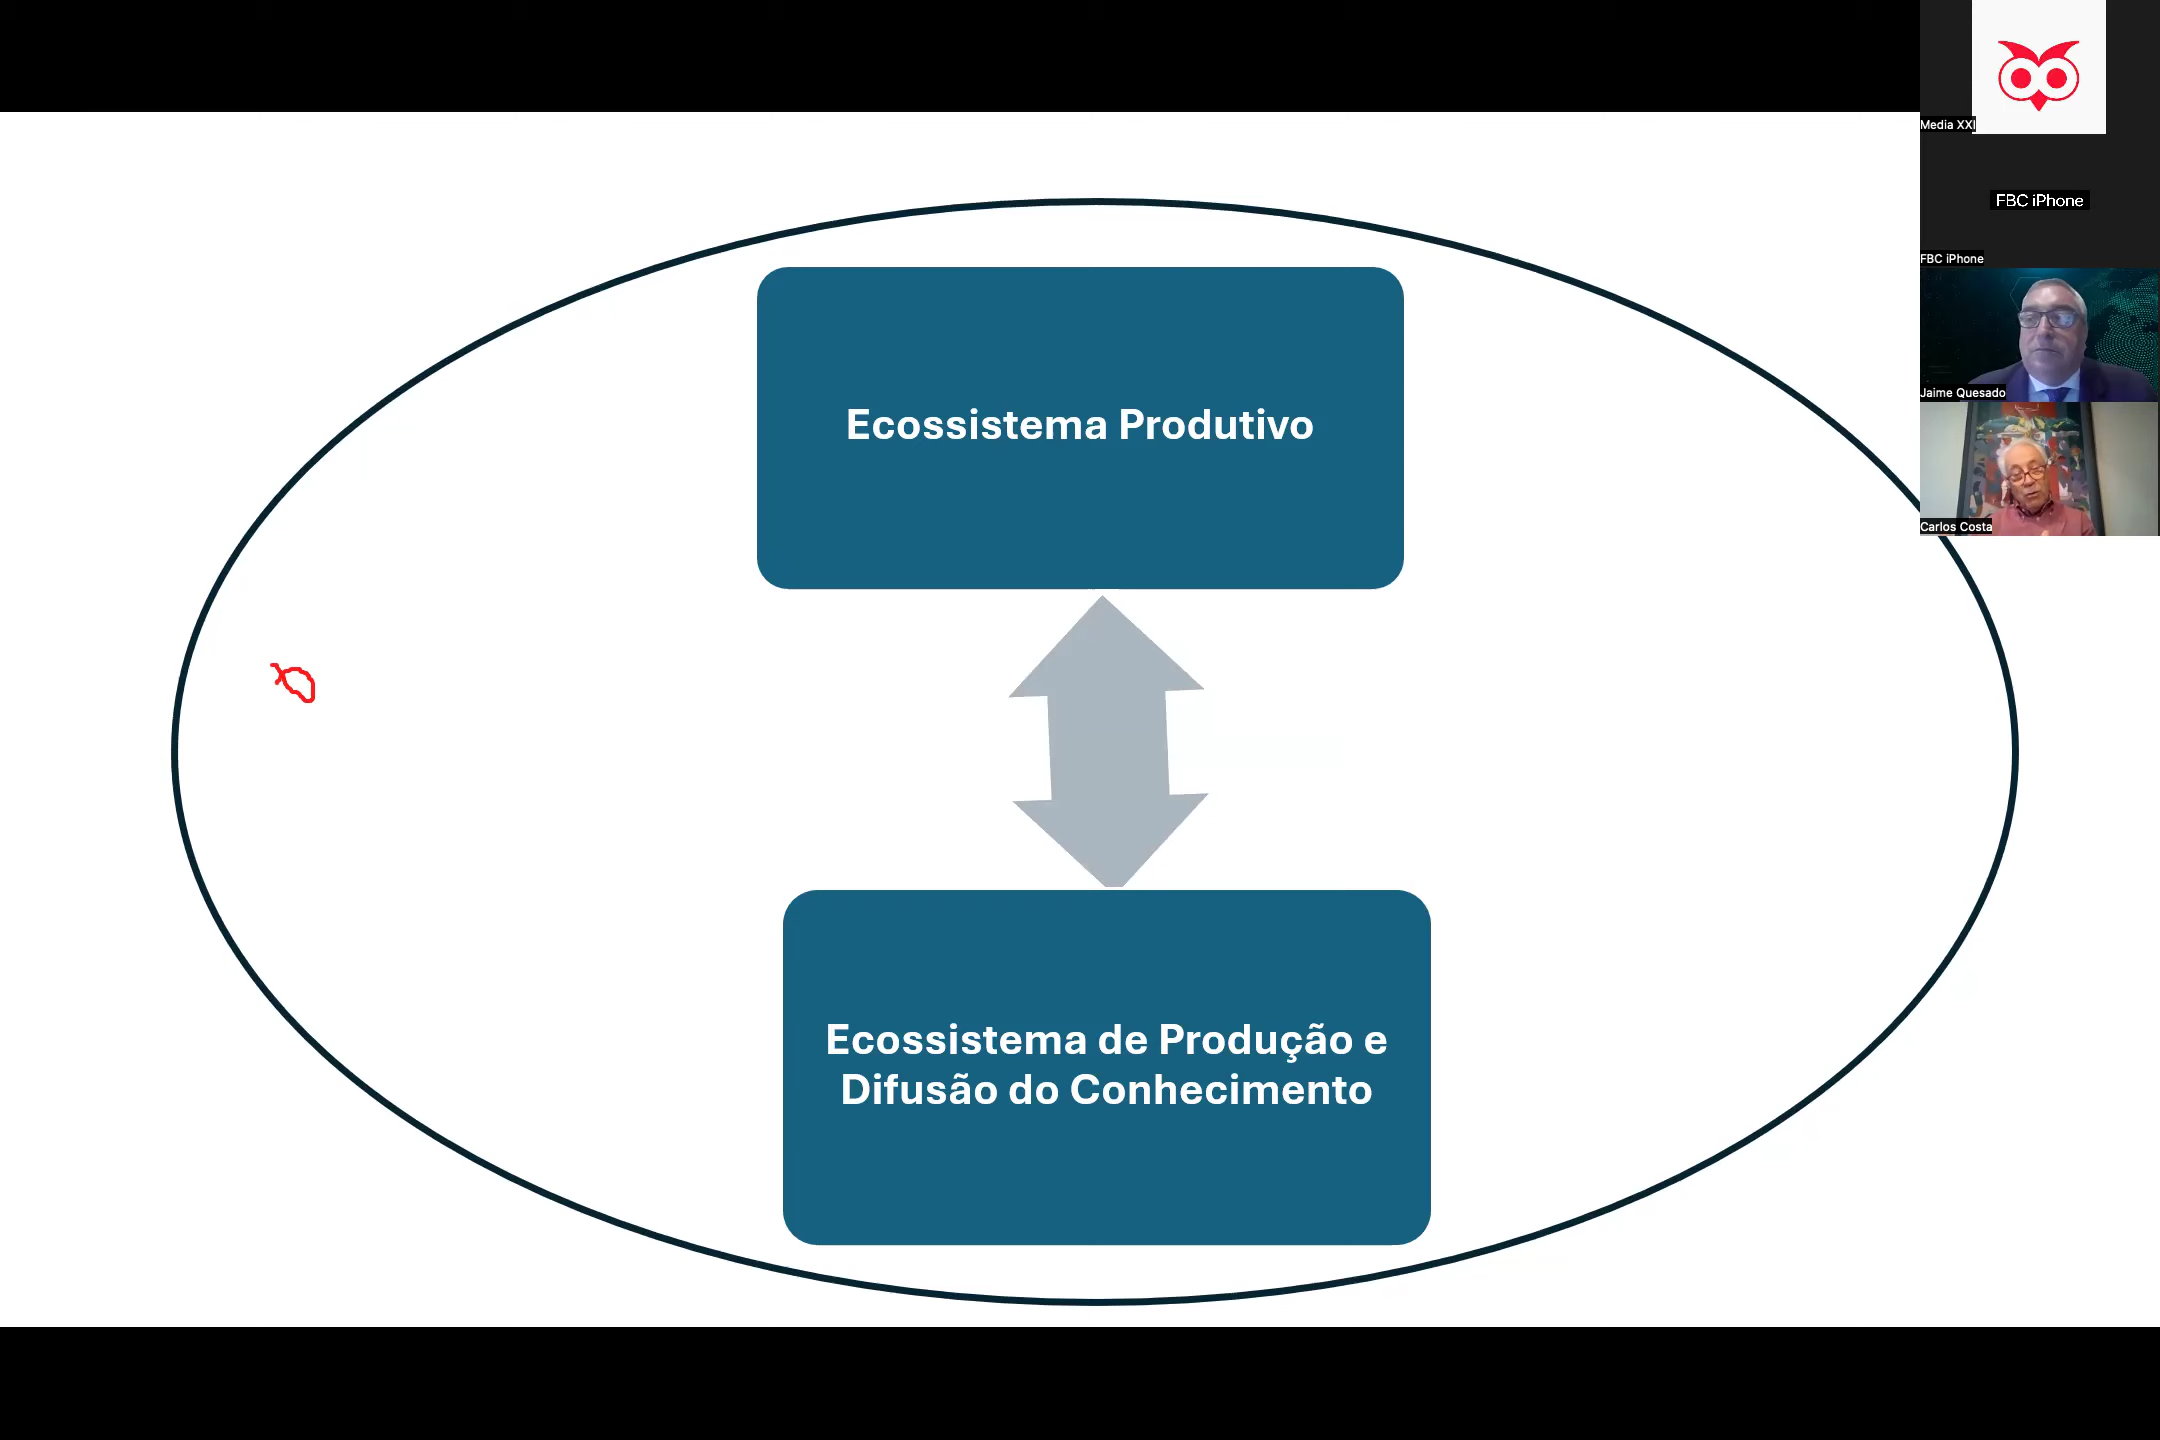 Ecossistema Produtivo
Ecossistema de Produção e
Difusão do Conhecimento
Media XXI
FBC iPhone
FBC iPhone
Jaime Quesado
Carlos Costa